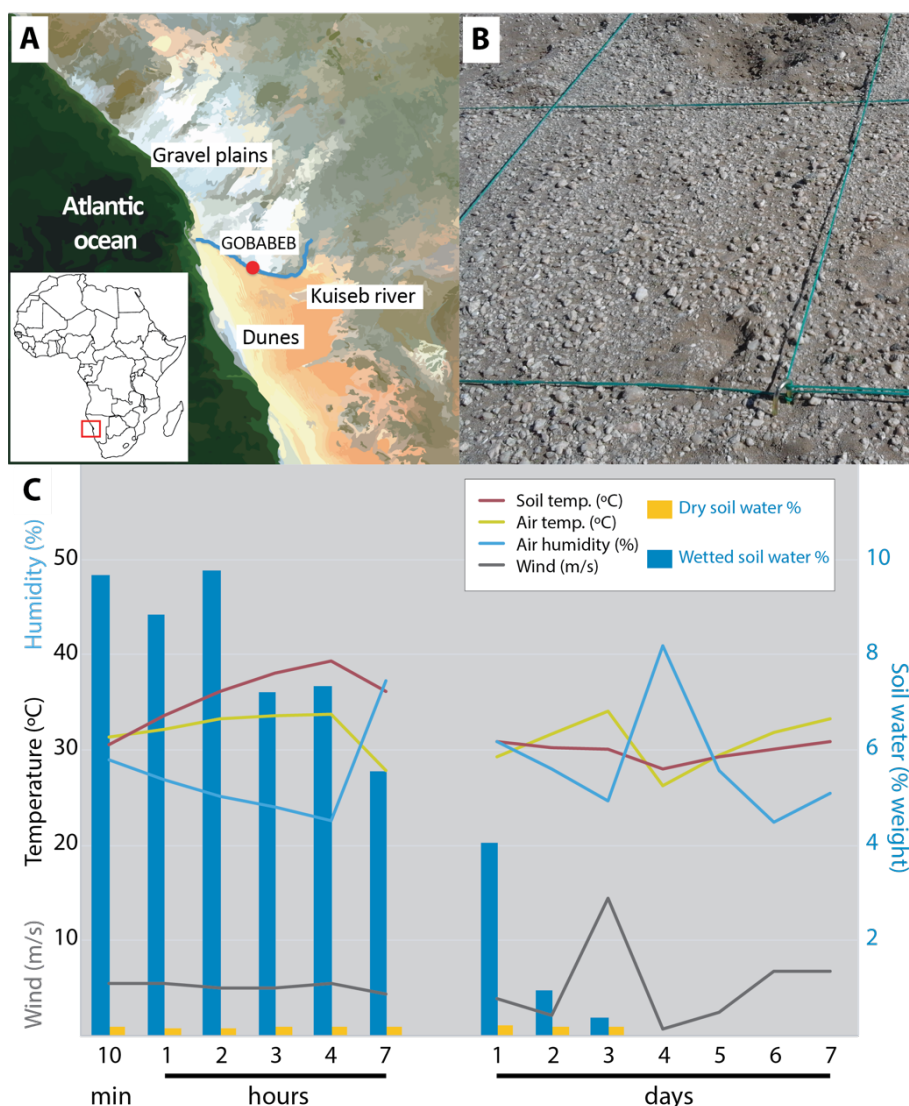 A
Gravel plains
Atlantic
ocean
GOBABEB
Kuiseb river
Dunes
B
C
Soil temp. (ºC)
Air temp. (ºC)
Air humidity (%)
Wind (m/s)
Dry soil water %
Wetted soil water %
Humidity (%)
Temperature (ºC)
Wind (m/s)
50
40
30
20
10
10
8
6
4
2
Soil water (% weight)
10 1 2 3 4 7 1 2 3 4 5 6 7
min hours days